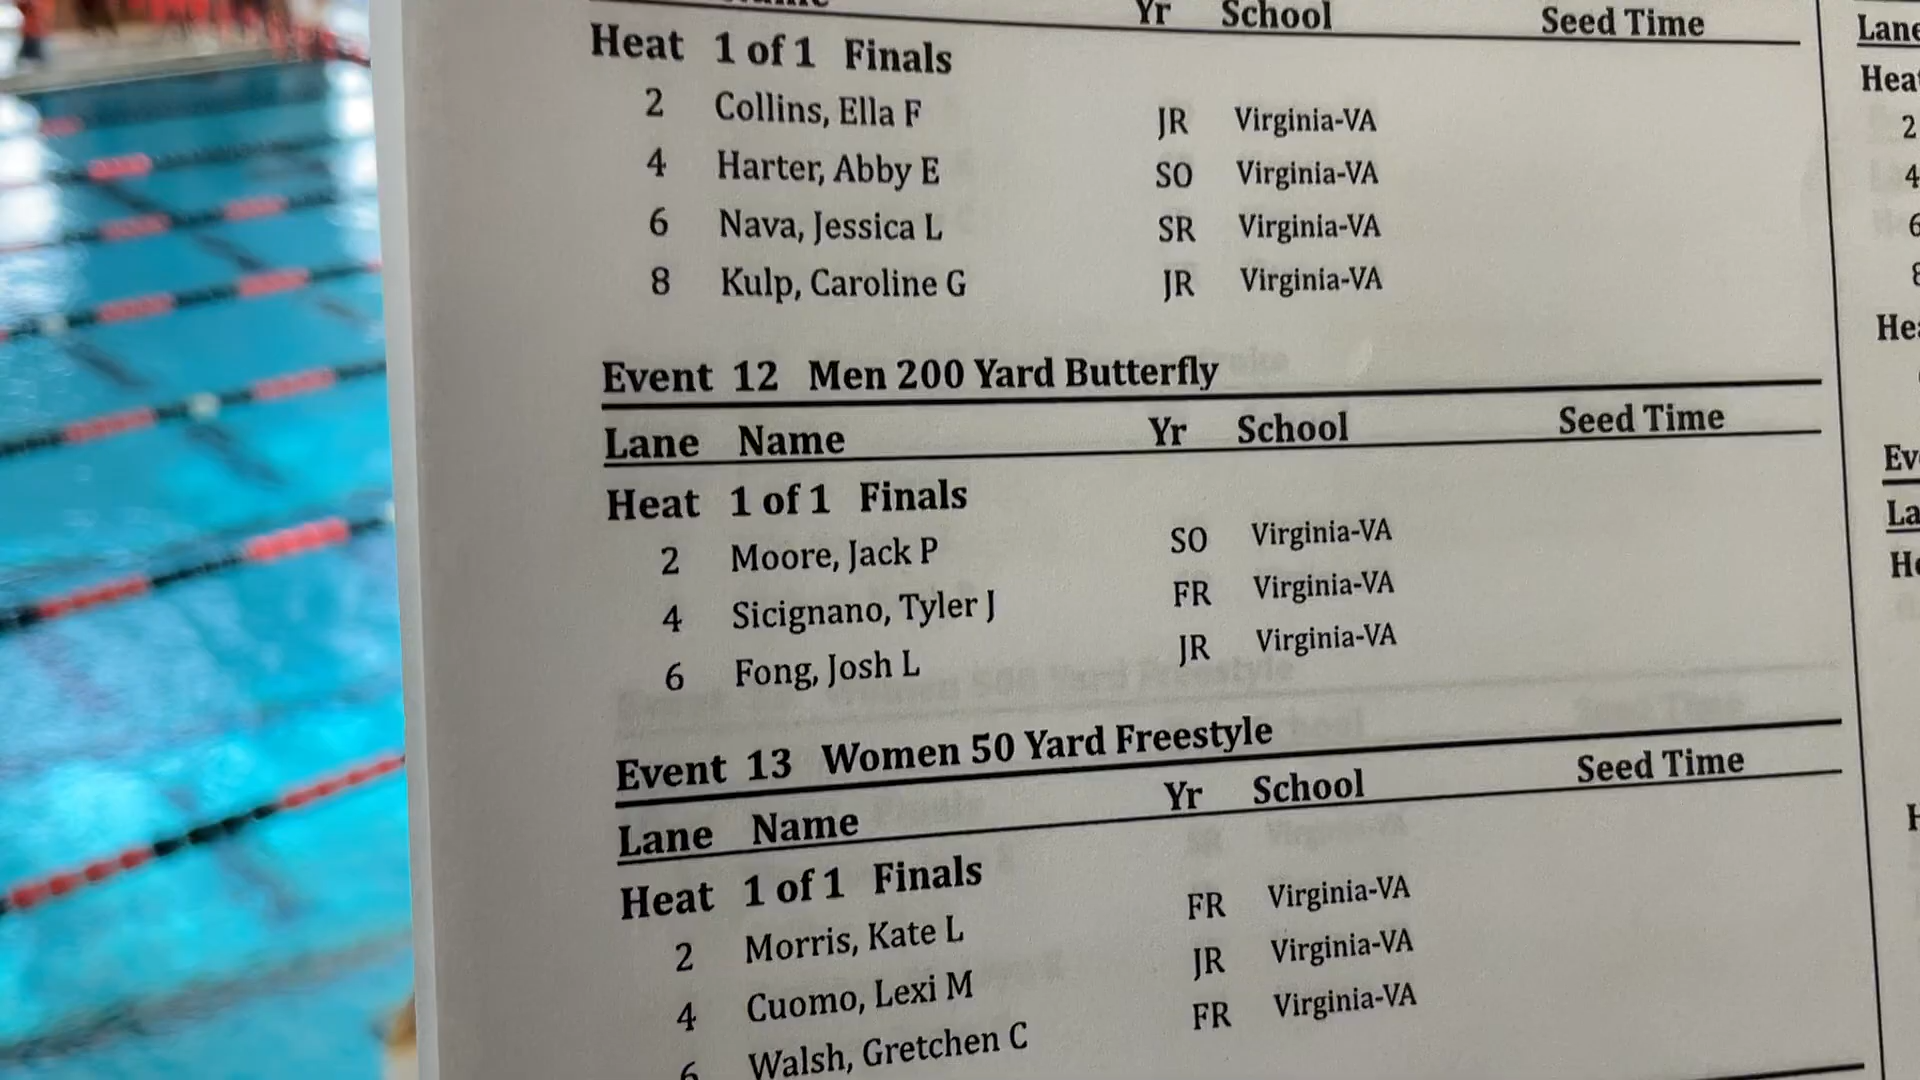 Yr School Seed Time
Heat 1 of 1 Finals
2 Collins, Ella F JR Virginia-VA
4 Harter, Abby E SO Virginia-VA
6 Nava, Jessica L SR Virginia-VA
8 Kulp, Caroline G JR Virginia-VA
Event 12 Men 200 Yard Butterfly
Lane Name Yr School Seed Time
Heat 1 of 1 Finals
2 Moore, Jack P SO Virginia-VA
4 Sicignano, Tyler J FR Virginia-VA
6 Fong, Josh L JR Virginia-VA
Event 13 Women 50 Yard Freestyle
Lane Name Yr School Seed Time
Heat 1 of 1 Finals
2 Morris, Kate L FR Virginia-VA
4 Cuomo, Lexi M JR Virginia-VA
6 Walsh, Gretchen C FR Virginia-VA
Lane
2
4
6